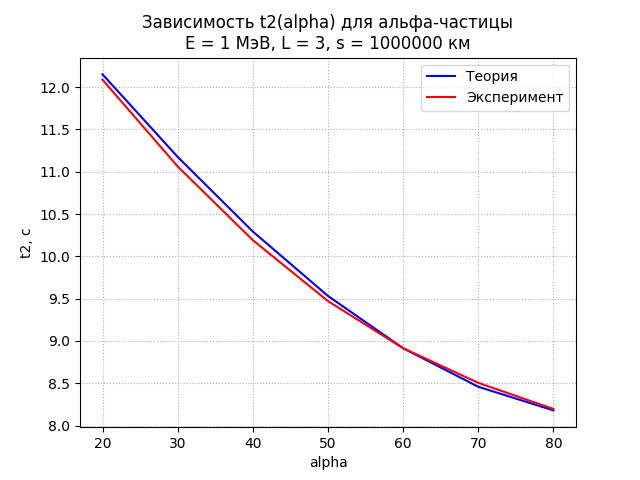 Зависимость t2(alpha) для альфа-частицы
E = 1 МэВ, L = 3, s = 1000000 км
Теория
Эксперимент
12.0
11.5
11.0
10.5
10.0
9.5
9.0
8.5
8.0
t2, с
20 30 40 50 60 70 80
alpha